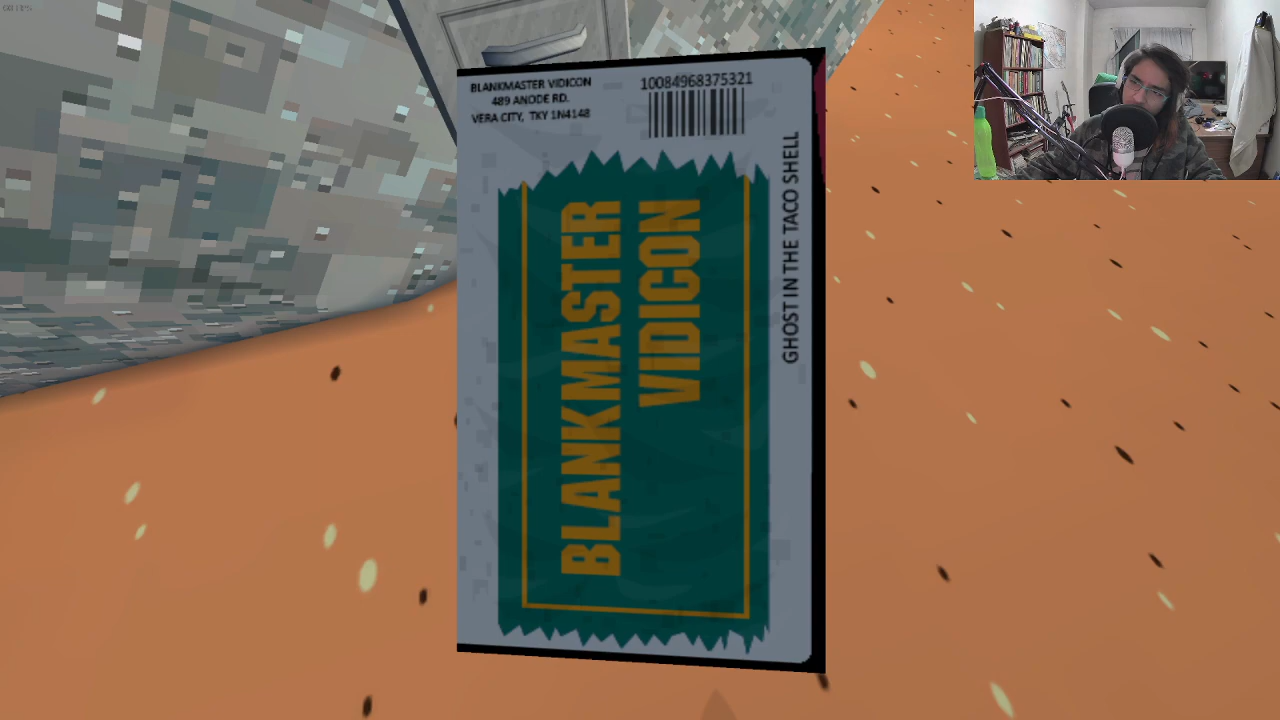 BLANKMASTER VIDICON
489 ANODE RD.
VERA CITY, TKY 1N4148
10084968375321
BLANKMASTER
VIDICON
GHOST IN THE TACO SHELL